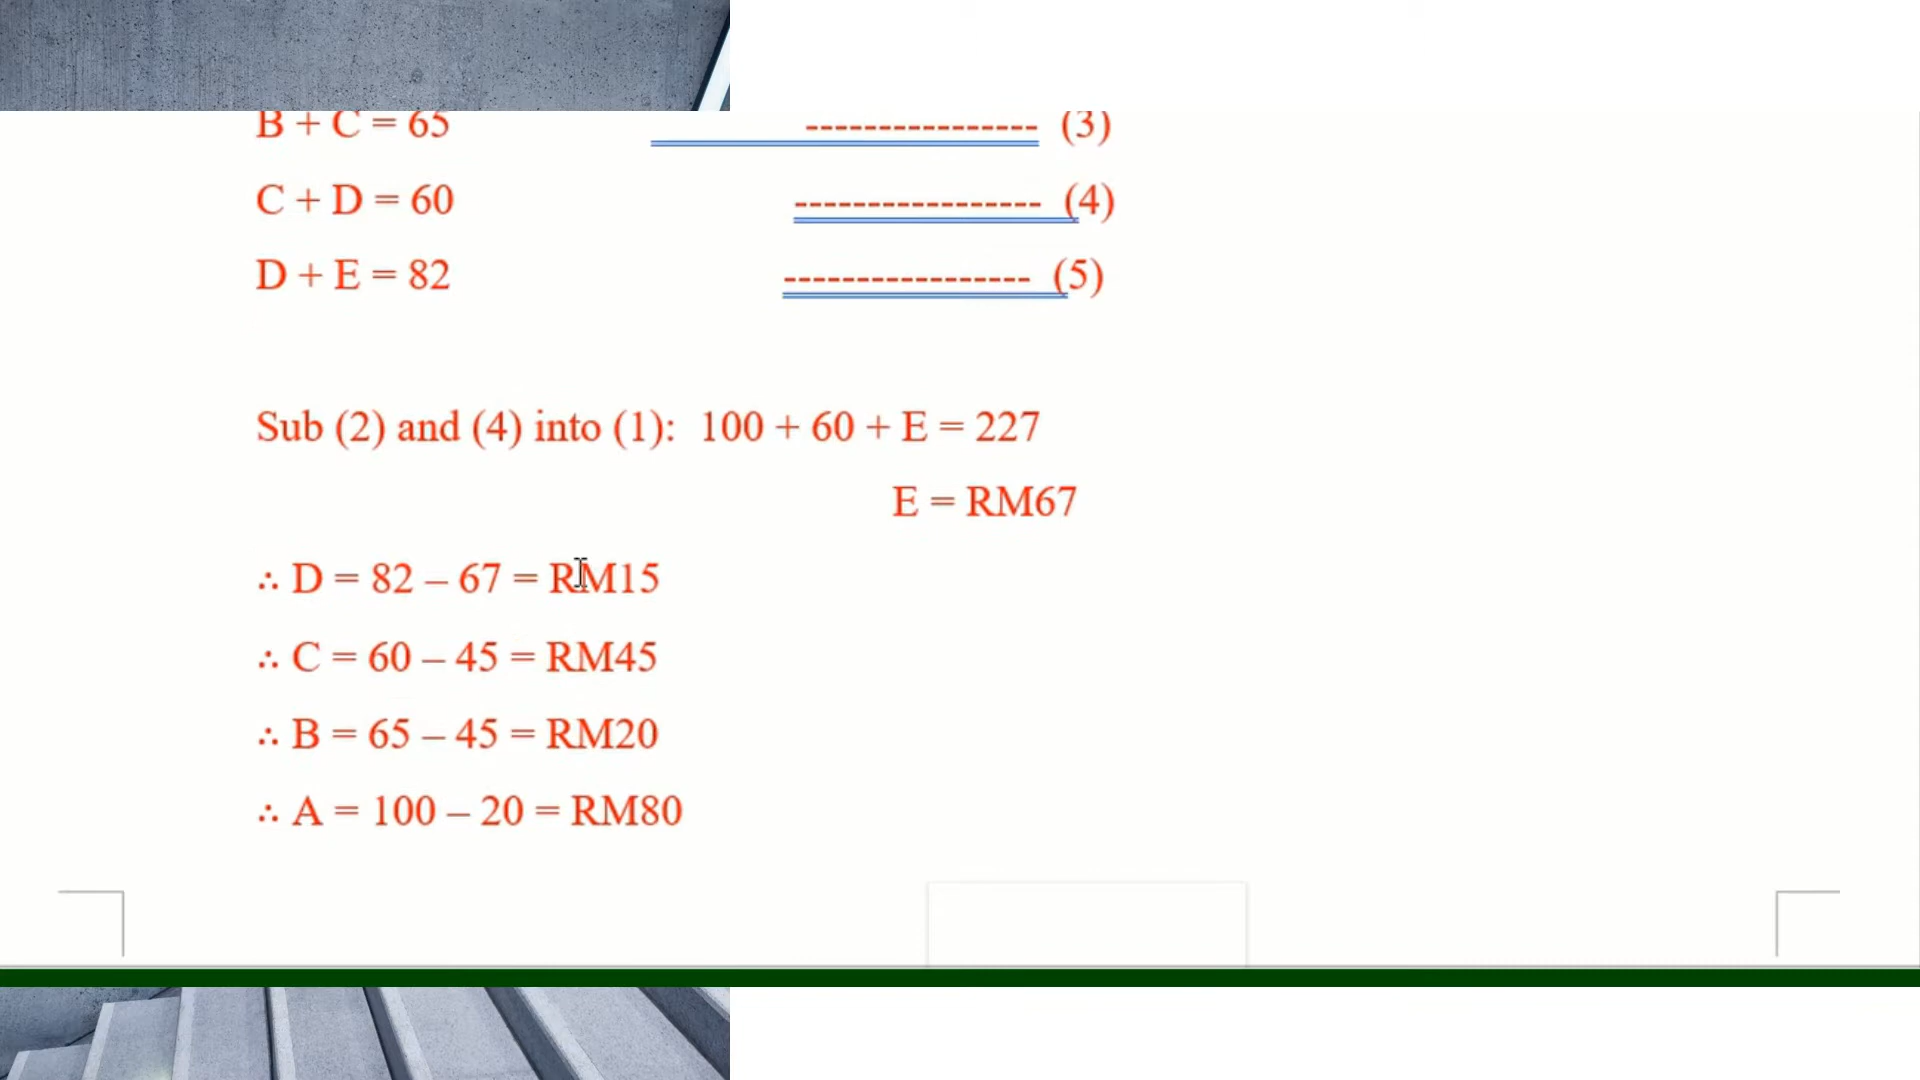 B + C = 65 ---------------- (3)
C + D = 60 ----------------- (4)
D + E = 82 ----------------- (5)
Sub (2) and (4) into (1): 100 + 60 + E = 227
E = RM67
∴ D = 82 – 67 = RM15
∴ C = 60 – 45 = RM45
∴ B = 65 – 45 = RM20
∴ A = 100 – 20 = RM80